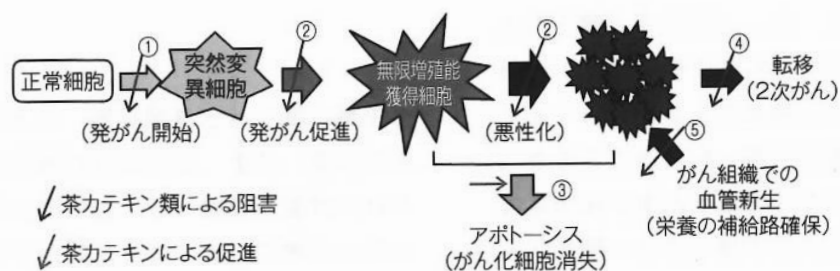 正常細胞
①
(発がん開始)
突然変
異細胞
②
(発がん促進)
無限増殖能
獲得細胞
②
(悪性化)
④
転移
(2次がん)
⑤
がん組織での
血管新生
(栄養の補給路確保)
③
アポトーシス
(がん化細胞消失)
茶カテキン類による阻害
茶カテキンによる促進